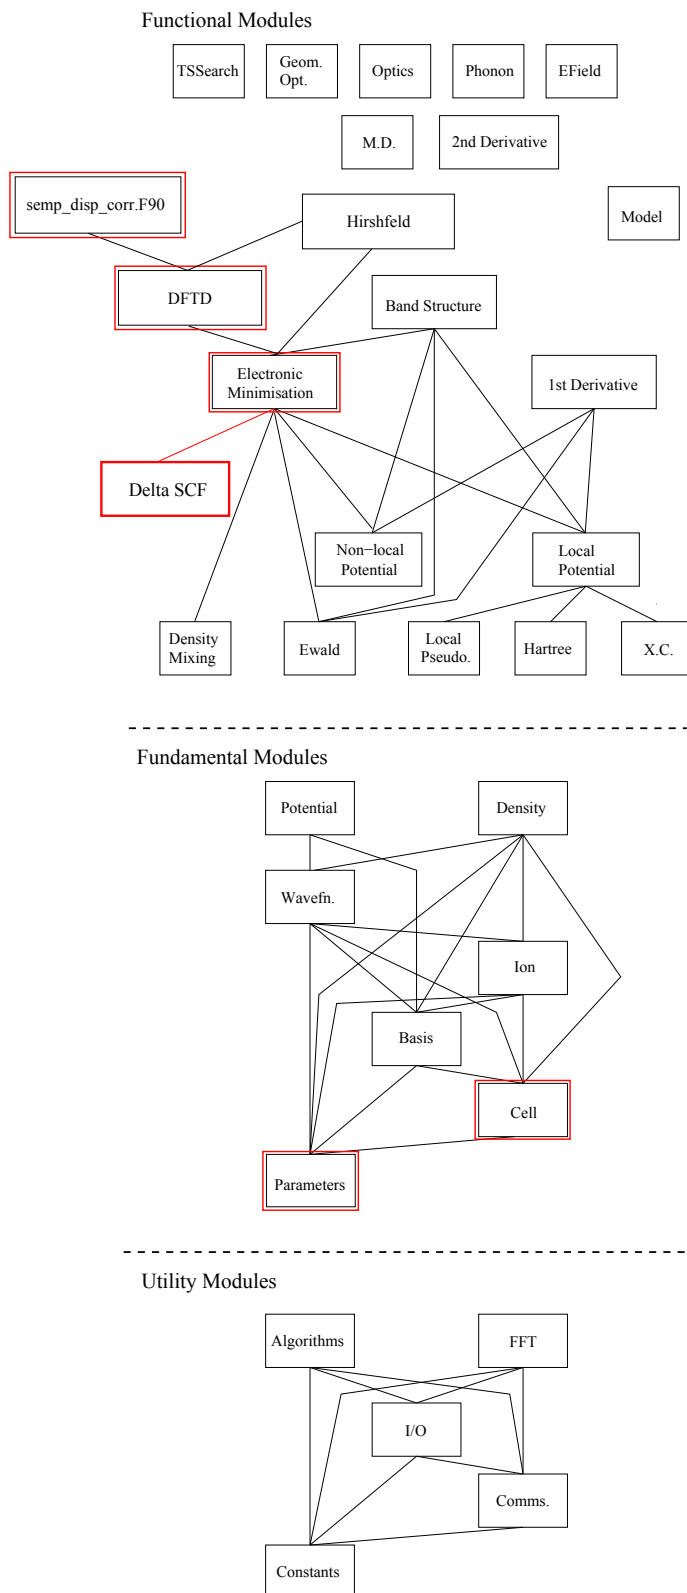 Functional Modules
TSSearch
Geom.
Opt.
Optics
Phonon
EField
M.D.
2nd Derivative
semp_disp_corr.F90
Hirshfeld
Model
DFTD
Band Structure
Electronic
Minimisation
1st Derivative
Delta SCF
Non−local
Potential
Local
Potential
Density
Mixing
Ewald
Local
Pseudo.
Hartree
X.C.
Fundamental Modules
Potential
Density
Wavefn.
Ion
Basis
Cell
Parameters
Utility Modules
Algorithms
FFT
I/O
Comms.
Constants